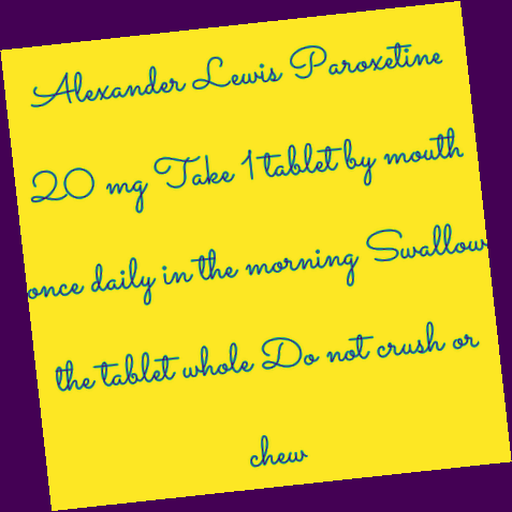 Alexander Lewis Paroxetine
20 mg Take 1 tablet by mouth
once daily in the morning Swallow
the tablet whole Do not crush or
chew